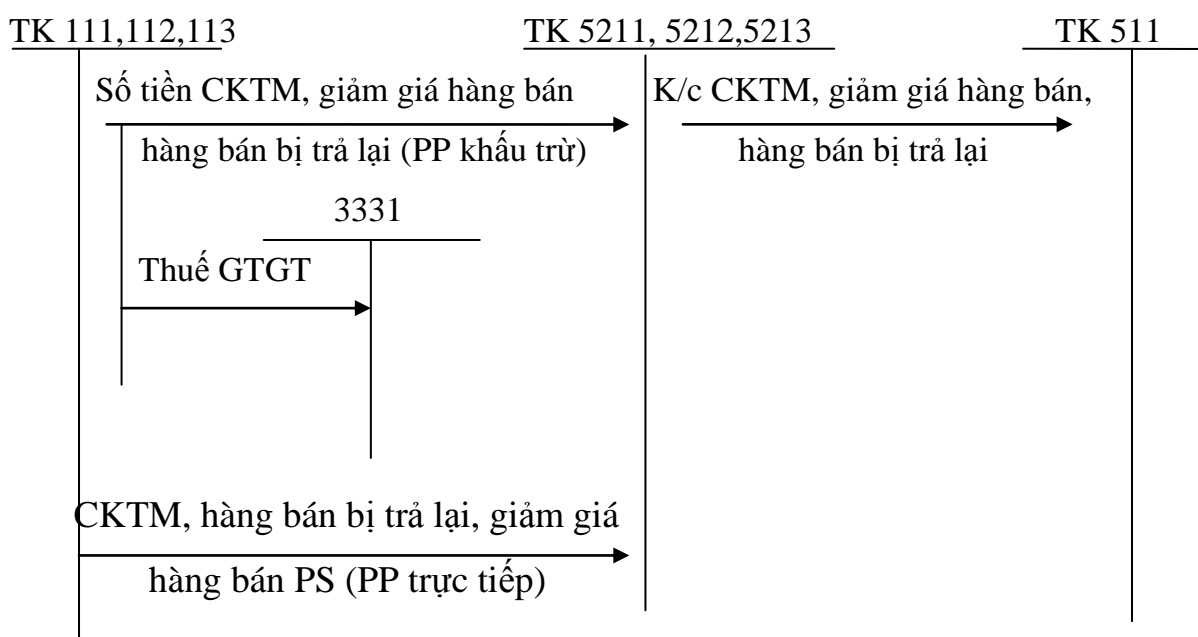 TK 111,112,113 TK 5211, 5212,5213 TK 511
Số tiền CKTM, giảm giá hàng bán K/c CKTM, giảm giá hàng bán,
hàng bán bị trả lại (PP khấu trừ) hàng bán bị trả lại
3331
Thuế GTGT
CKTM, hàng bán bị trả lại, giảm giá
hàng bán PS (PP trực tiếp)